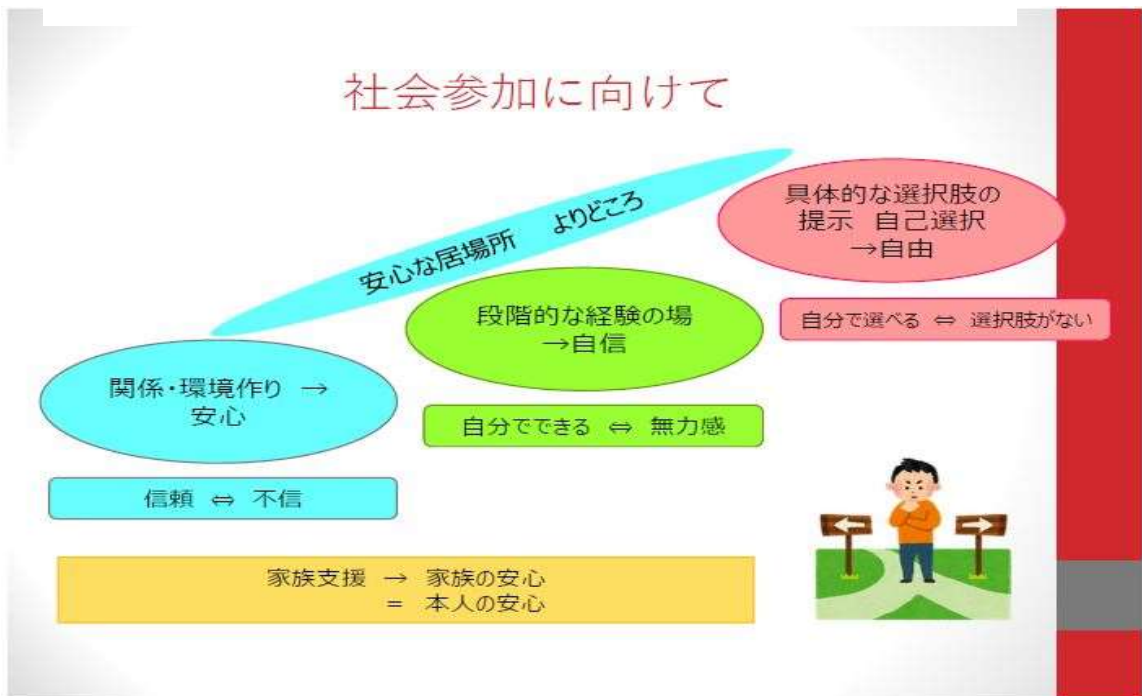 社会参加に向けて
安心な居場所　よりどころ
具体的な選択肢の
提示　自己選択
→自由
自分で選べる ⇔ 選択肢がない
段階的な経験の場
→自信
自分でできる ⇔ 無力感
関係・環境作り →
安心
信頼 ⇔ 不信
家族支援 → 家族の安心
= 本人の安心